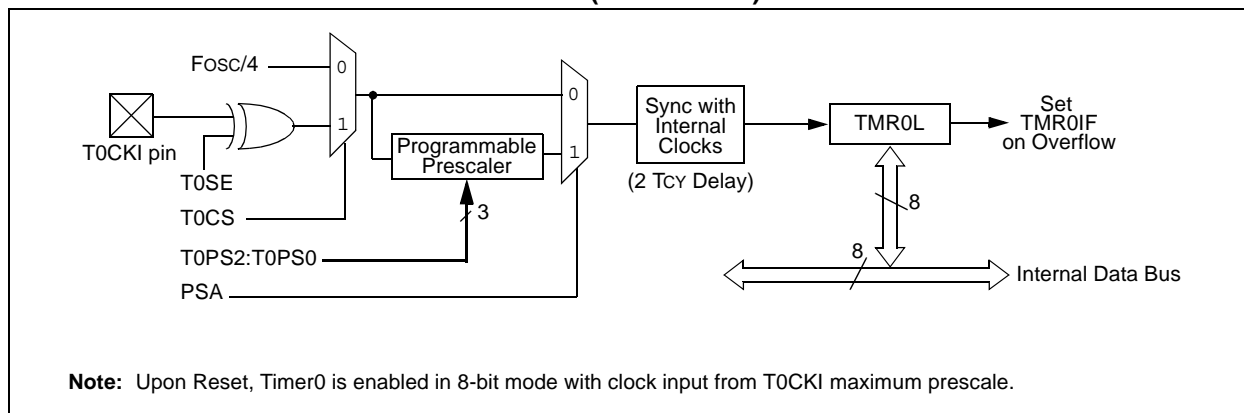 FOSC/4
0
1
T0CKI pin
T0SE
T0CS
T0PS2:T0PS0
PSA
Programmable
Prescaler
3
0
1
Sync with
Internal
Clocks
(2 TCY Delay)
TMR0L
Set
TMR0IF
on Overflow
8
8
Internal Data Bus
Note: Upon Reset, Timer0 is enabled in 8-bit mode with clock input from T0CKI maximum prescale.